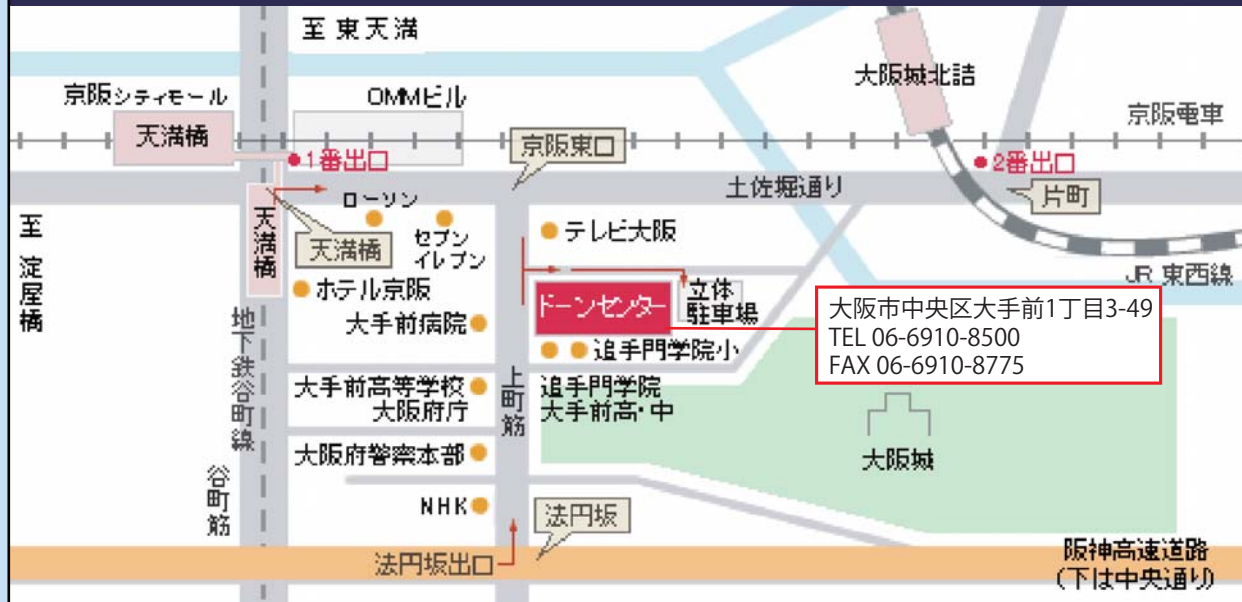 至 東天満
大阪城北詰
京阪シティモール
OMMビル
京阪電車
天満橋
京阪東口
1番出口
2番出口
土佐堀通り
片町
ローソン
至 淀屋橋
天満橋
天満橋
セブン
イレブン
テレビ大阪
JR 東西線
ホテル京阪
ドーンセンター
立体
駐車場
大阪市中央区大手前1丁目3-49
TEL 06-6910-8500
FAX 06-6910-8775
大手前病院
追手門学院小
地下鉄谷町線
大手前高等学校
大阪府庁
上町筋
追手門学院
大手前高・中
大阪府警察本部
大阪城
谷町筋
NHK
法円坂
法円坂出口
阪神高速道路
(下は中央通り)